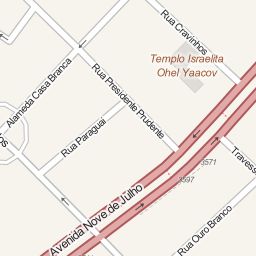 Rua Cravinhos
Templo Israelita
Ohel Yaacov
Alameda Casa Branca
Rua Presidente Prudente
Rua Paraguai
3571
Travess
3597
Avenida Nove de Julho
Rua Ouro Branco
os